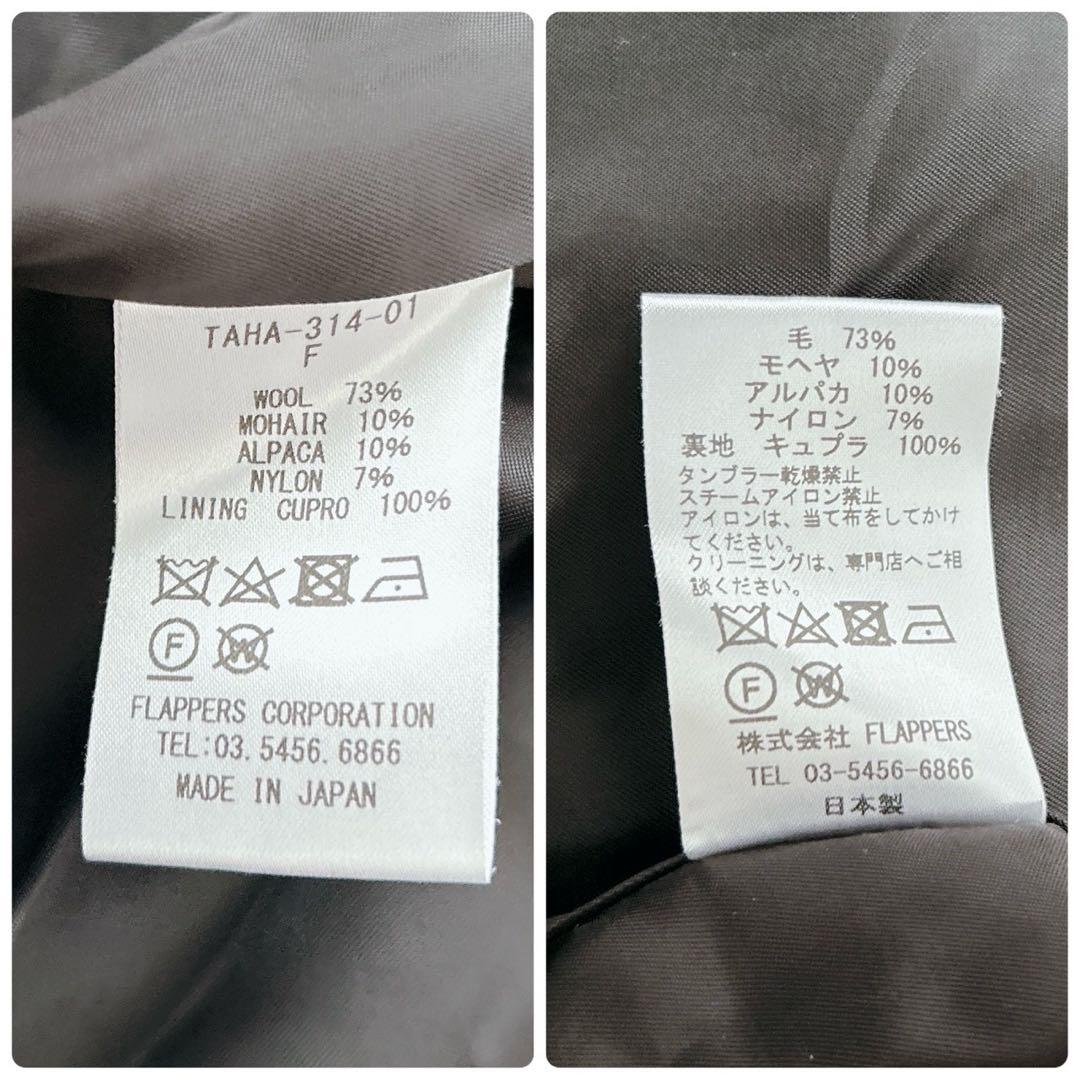 TAHA-314-01
F
WOOL 73%
MOHAIR 10%
ALPACA 10%
NYLON 7%
LINING CUPRO 100%
F W
FLAPPERS CORPORATION
TEL:03.5456.6866
MADE IN JAPAN
毛 73%
モヘヤ 10%
アルパカ 10%
ナイロン 7%
裏地 キュプラ 100%
タンブラー乾燥禁止
スチームアイロン禁止
アイロンは、当て布をしてかけ
てください。
クリーニングは、専門店へご相
談ください。
F W
株式会社 FLAPPERS
TEL 03-5456-6866
日本製